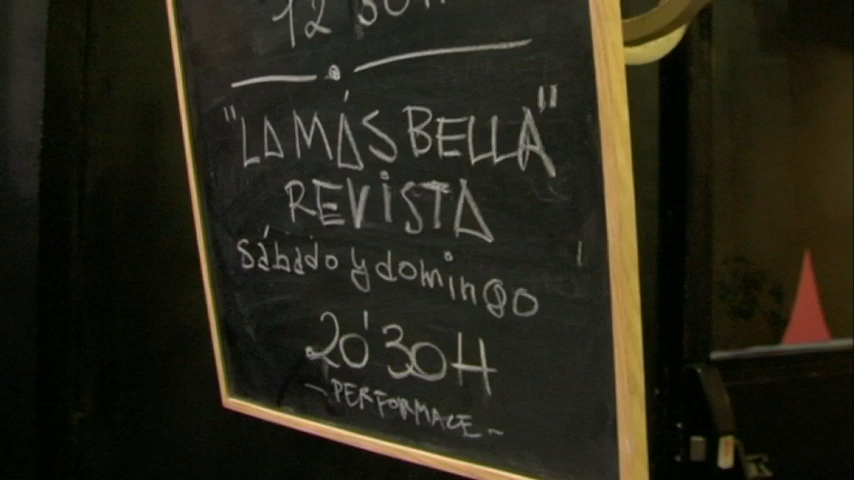 12'30H
"LA MÁS BELLA"
REVISTA
sábado y domingo
20'30H
- PERFORMACE -